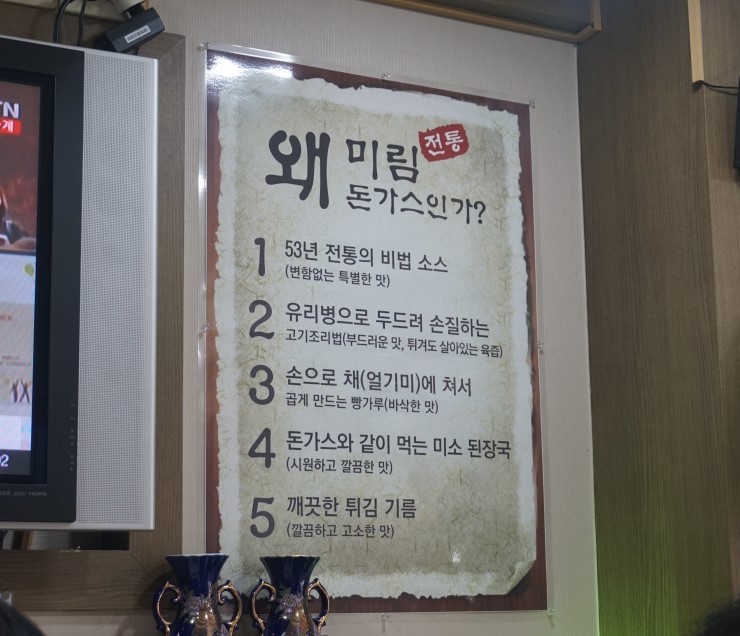 TN
계
왜 미림 전통
돈가스인가?
1 53년 전통의 비법 소스
(변함없는 특별한 맛)
2 유리병으로 두드려 손질하는
고기조리법(부드러운 맛, 튀겨도 살아있는 육즙)
3 손으로 채(얼기미)에 쳐서
곱게 만드는 빵가루(바삭한 맛)
4 돈가스와 같이 먹는 미소 된장국
(시원하고 깔끔한 맛)
5 깨끗한 튀김 기름
(깔끔하고 고소한 맛)
02
HDMI